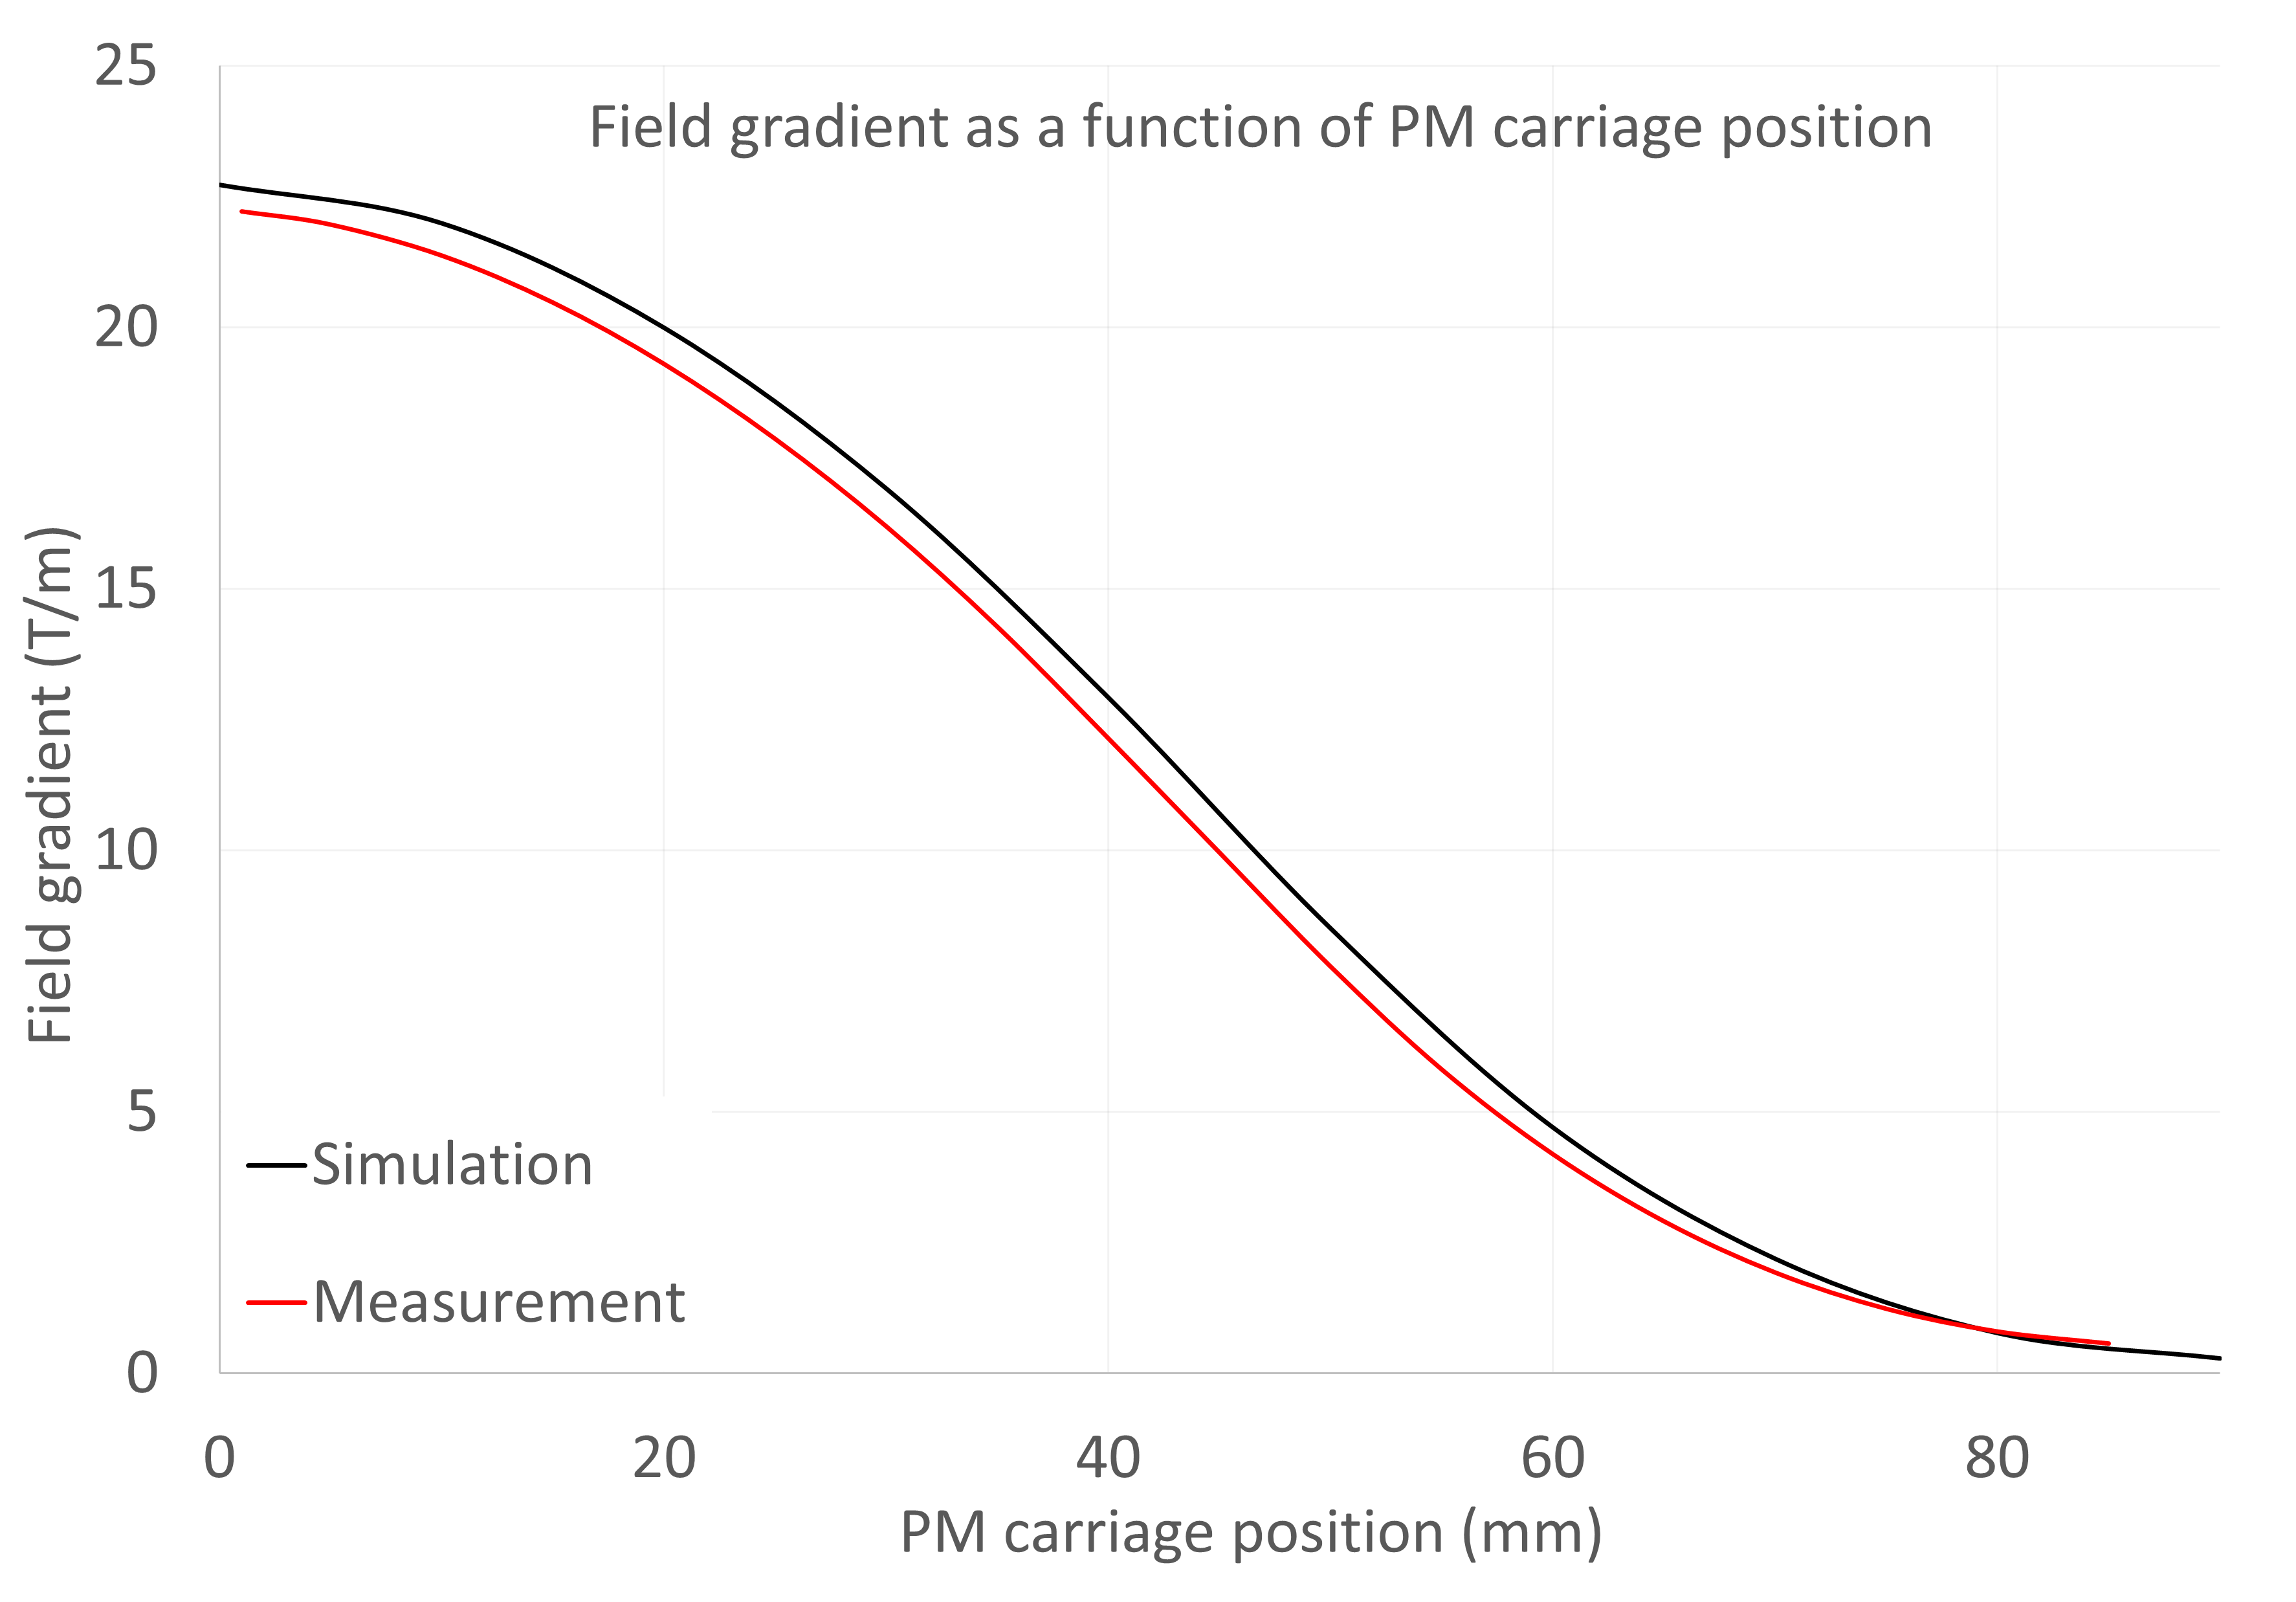 Field gradient as a function of PM carriage position
Field gradient (T/m)
25
20
15
10
5
0
Simulation
Measurement
0 20 40 60 80
PM carriage position (mm)